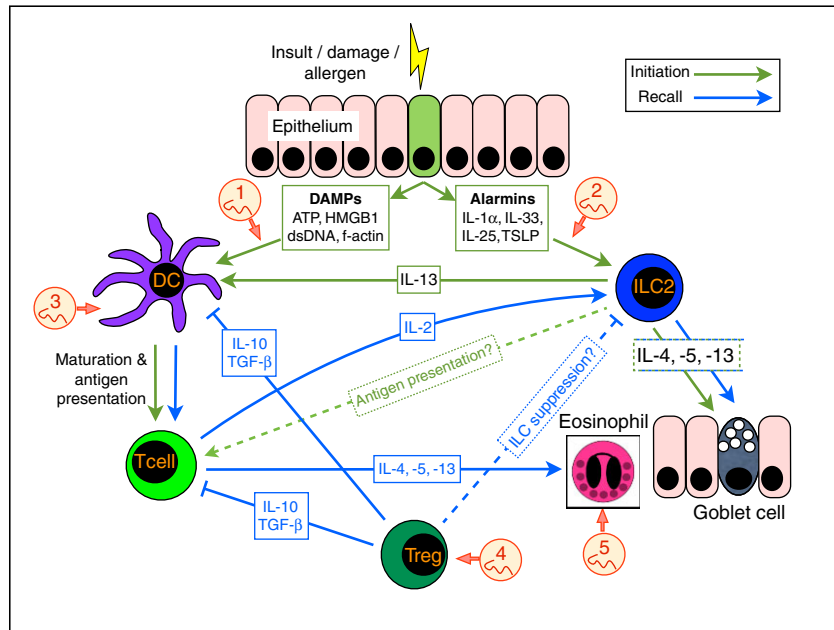 Insult / damage /
allergen
Initiation
Recall
Epithelium
1
DAMPs
ATP, HMGB1
dsDNA, f-actin
Alarmins
IL-1α, IL-33,
IL-25, TSLP
2
DC
IL-13
ILC2
3
IL-2
IL-10
TGF-β
Antigen presentation?
ILC suppression?
IL-4, -5, -13
Maturation &
antigen
presentation
Eosinophil
Tcell
IL-4, -5, -13
IL-10
TGF-β
Goblet cell
Treg
4
5